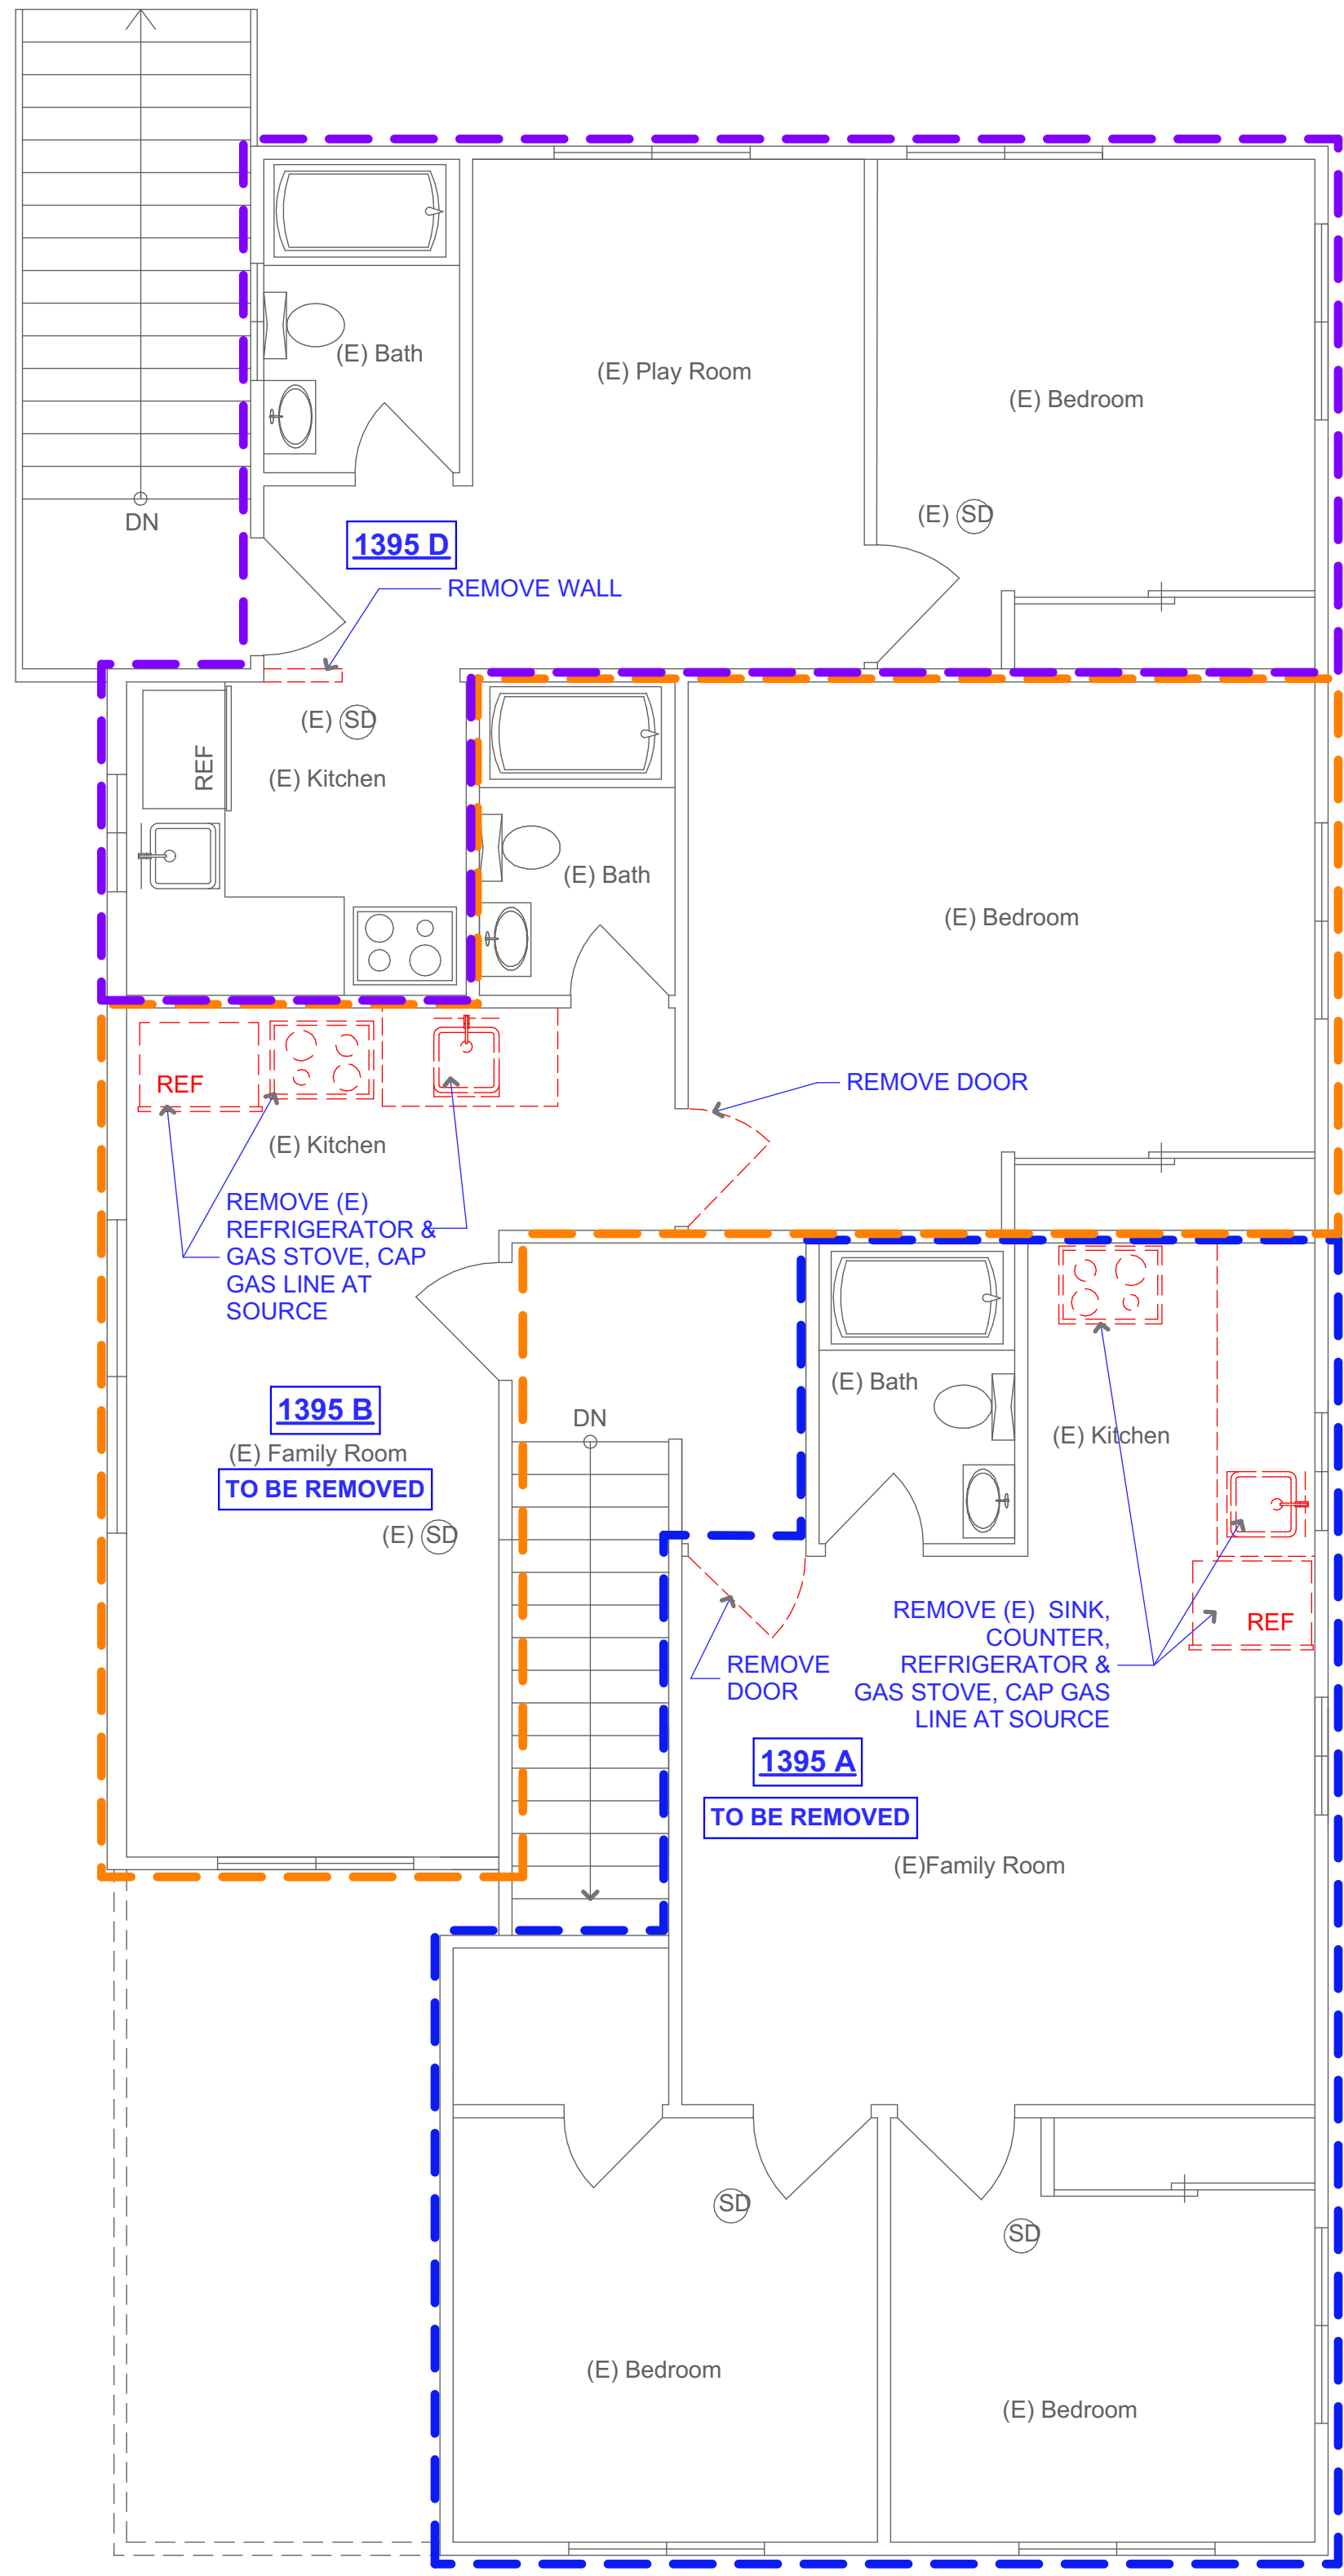 (E) Bath
(E) Play Room
(E) Bedroom
(E) SD
DN
1395 D
REMOVE WALL
(E) SD
REF
(E) Kitchen
(E) Bath
(E) Bedroom
REF
REMOVE DOOR
(E) Kitchen
REMOVE (E)
REFRIGERATOR &
GAS STOVE, CAP
GAS LINE AT
SOURCE
1395 B
(E) Family Room
TO BE REMOVED
(E) SD
DN
(E) Bath
(E) Kitchen
REMOVE (E) SINK,
COUNTER,
REFRIGERATOR &
GAS STOVE, CAP GAS
LINE AT SOURCE
REF
REMOVE
DOOR
1395 A
TO BE REMOVED
(E)Family Room
SD
SD
(E) Bedroom
(E) Bedroom